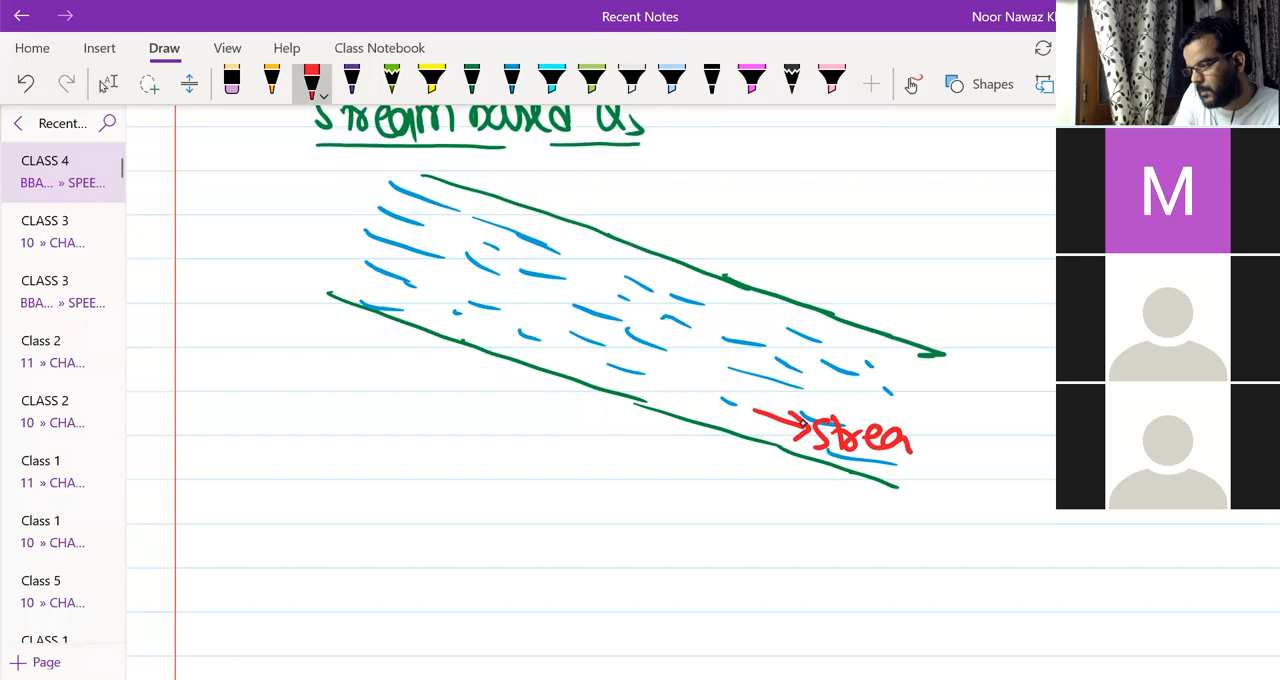 Recent Notes
Noor Nawaz K
Home Insert Draw View Help Class Notebook
Shapes
Recent...
CLASS 4
BBA... » SPEE...
CLASS 3
10 » CHA...
CLASS 3
BBA... » SPEE...
Class 2
11 » CHA...
CLASS 2
10 » CHA...
Class 1
11 » CHA...
Class 1
10 » CHA...
Class 5
10 » CHA...
CLASS 1
Page
Stream based Qs
Strea
M